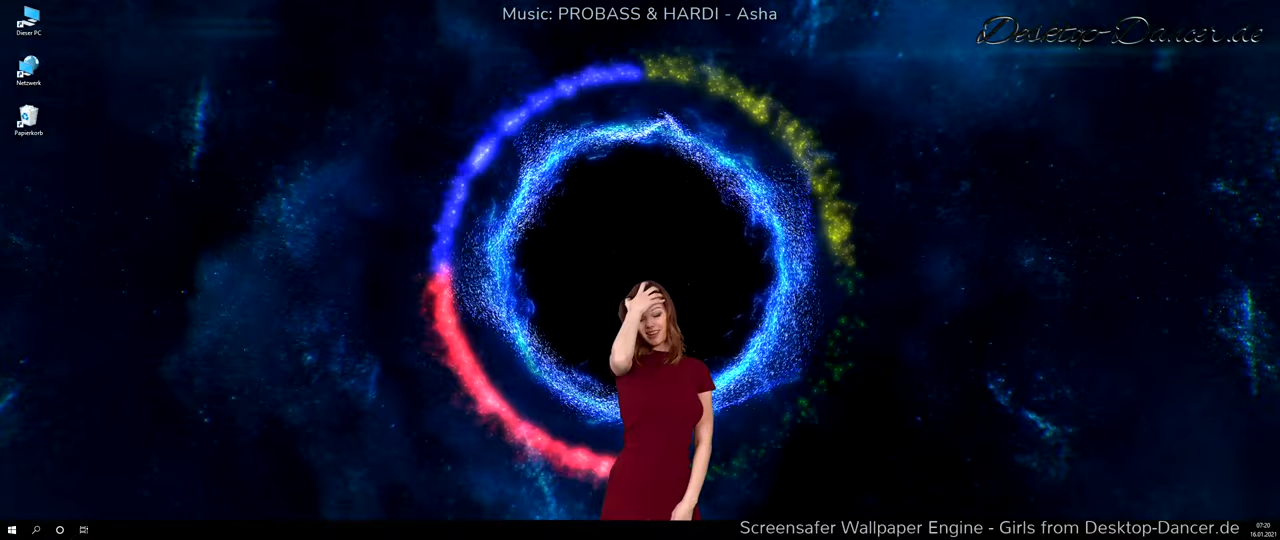 Music: PROBASS & HARDI - Asha
Desktop-Dancer.de
Dieser PC
Netzwerk
Papierkorb
Screensafer Wallpaper Engine - Girls from Desktop-Dancer.de
07:20
16.01.2021